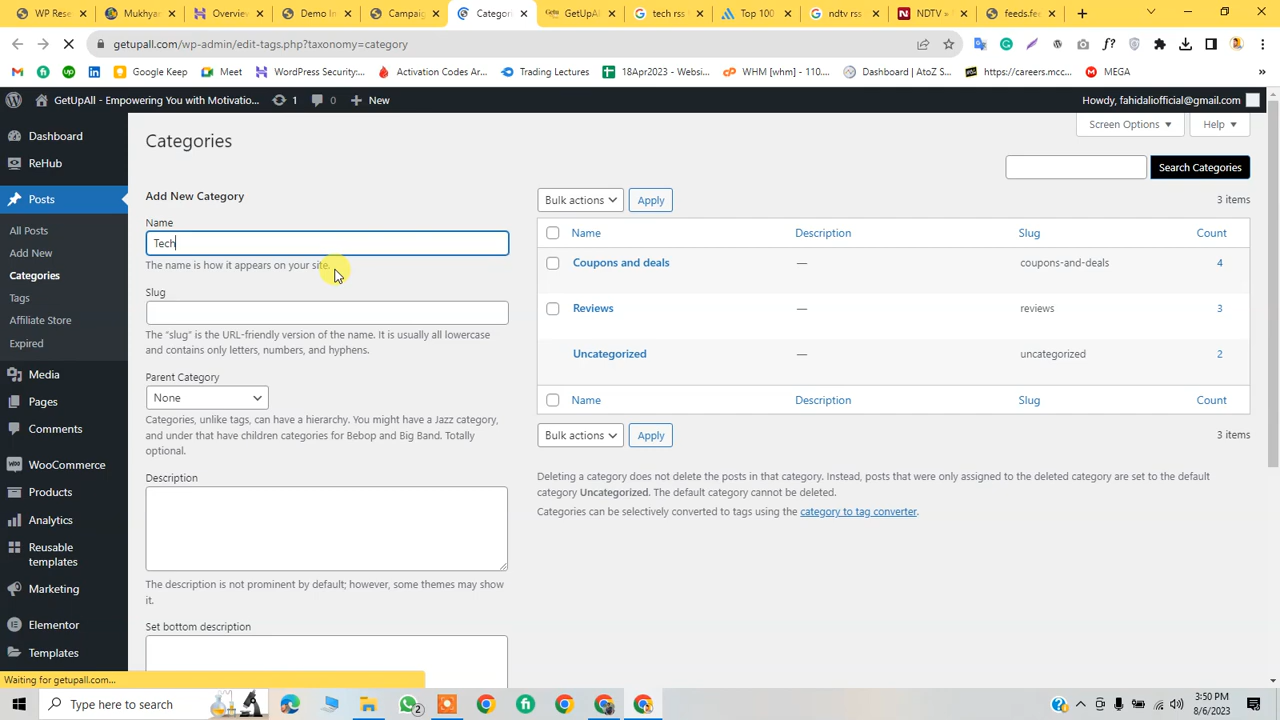 WP Rese
Mukhya
Overview
Demo In
Campaig
Categori
GetUpAl
tech rss
Top 100
ndtv rss
NDTV »
feeds.fee
getupall.com/wp-admin/edit-tags.php?taxonomy=category
Google Keep
Meet
WordPress Security:...
Activation Codes Ar...
Trading Lectures
18Apr2023 - Websi...
WHM [whm] - 110....
Dashboard | AtoZ S...
https://careers.mcc...
MEGA
GetUpAll - Empowering You with Motivatio...
1
0
New
Howdy, fahidaliofficial@gmail.com
Dashboard
ReHub
Posts
All Posts
Add New
Categories
Tags
Affiliate Store
Expired
Media
Pages
Comments
WooCommerce
Products
Analytics
Reusable
templates
Marketing
Elementor
Templates
Categories
Screen Options
Help
Search Categories
Add New Category
Name
Tech
The name is how it appears on your site.
Slug
The “slug” is the URL-friendly version of the name. It is usually all lowercase
and contains only letters, numbers, and hyphens.
Parent Category
None
Categories, unlike tags, can have a hierarchy. You might have a Jazz category,
and under that have children categories for Bebop and Big Band. Totally
optional.
Description
The description is not prominent by default; however, some themes may show
it.
Set bottom description
Bulk actions
Apply
3 items
Name Description Slug Count
Coupons and deals — coupons-and-deals 4
Reviews — reviews 3
Uncategorized — uncategorized 2
Name Description Slug Count
Bulk actions
Apply
3 items
Deleting a category does not delete the posts in that category. Instead, posts that were only assigned to the deleted category are set to the default
category Uncategorized. The default category cannot be deleted.
Categories can be selectively converted to tags using the category to tag converter.
Waiting for getupall.com...
Type here to search
2
3:50 PM
8/6/2023